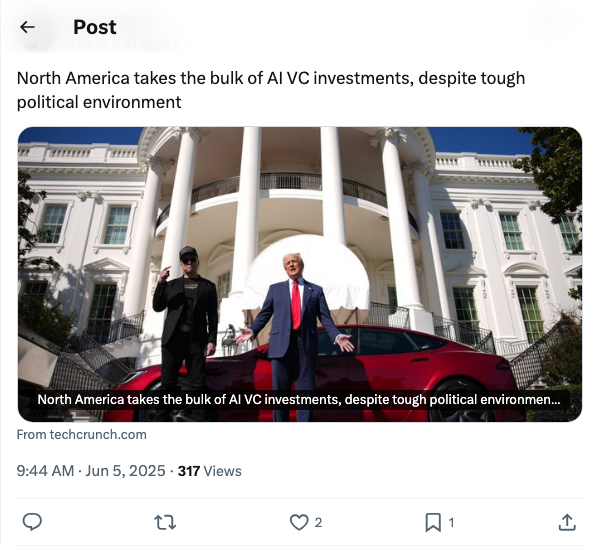 Post
North America takes the bulk of AI VC investments, despite tough
political environment
North America takes the bulk of AI VC investments, despite tough political environmen...
From techcrunch.com
9:44 AM · Jun 5, 2025 · 317 Views
2
1